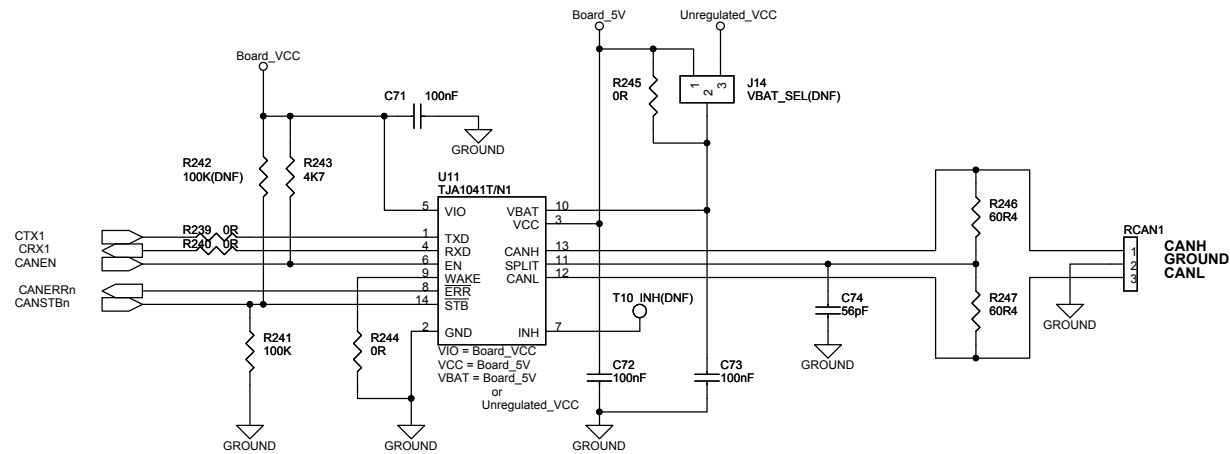 Board_5V
Unregulated_VCC
Board_VCC
C71
100nF
GROUND
R245
0R
1
2
3
J14
VBAT_SEL(DNF)
R242
100K(DNF)
R243
4K7
U11
TJA1041T/N1
5
VIO
VBAT
10
VCC
3
CTX1
R239
0R
1
TXD
CRX1
R240
0R
4
RXD
CANH
13
CANEN
6
EN
SPLIT
11
9
WAKE
CANL
12
CANERRn
8
ERR
CANSTBn
14
STB
2
GND
INH
7
T10_INH(DNF)
R241
100K
R244
0R
VIO = Board_VCC
VCC = Board_5V
VBAT = Board_5V
or
Unregulated_VCC
C72
100nF
C73
100nF
C74
56pF
GROUND
R246
60R4
R247
60R4
RCAN1
1
2
3
CANH
GROUND
CANL
GROUND
GROUND
GROUND
GROUND